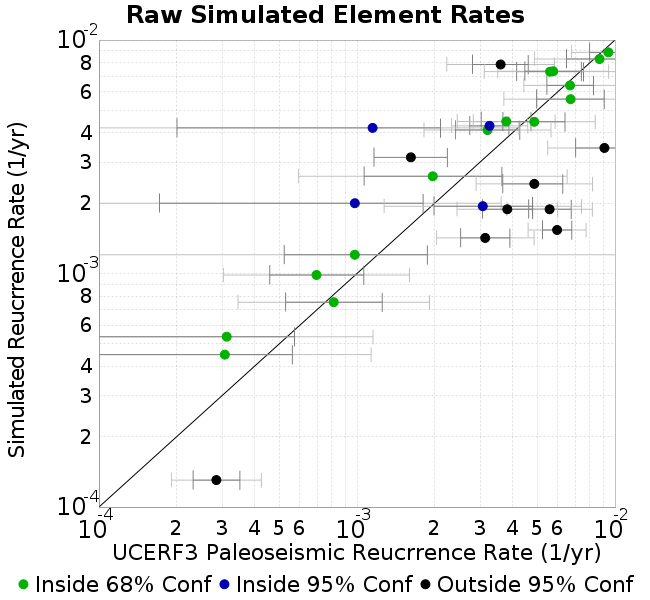 Raw Simulated Element Rates
Simulated Reucrrence Rate (1/yr)
10-2
8
6
4
3
2
10-3
8
6
4
3
2
10-4
10-4 2 3 4 5 6 10-3 2 3 4 5 6 10-2
UCERF3 Paleoseismic Reucrrence Rate (1/yr)
Inside 68% Conf Inside 95% Conf Outside 95% Conf